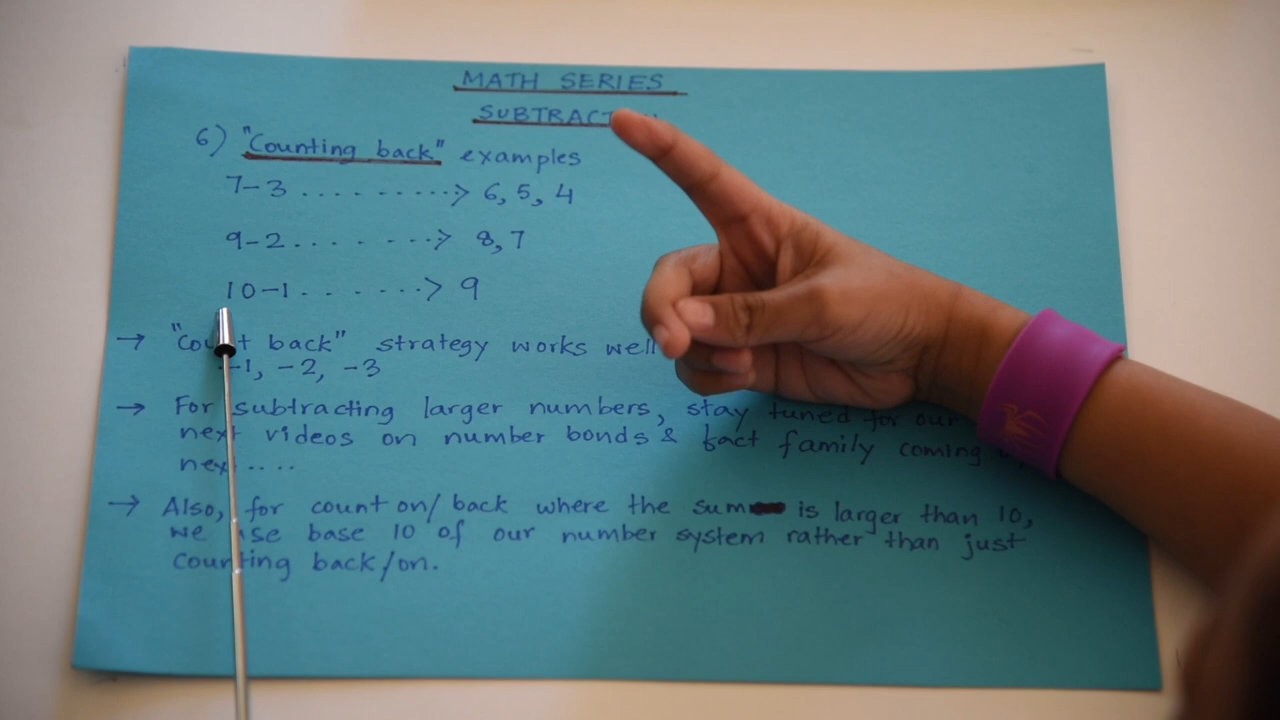 MATH SERIES
SUBTRACT
6) "Counting back" examples
7-3 .........> 6, 5, 4
9-2.... ...> 8,7
10-1. . . ....> 9
→ "Count back" strategy works well
-1, -2, -3
→ For subtracting larger numbers, stay tuned for our
next videos on number bonds & fact family coming
next....
→ Also, for count on/back where the sum is larger than 10,
we use base 10 of our number system rather than just
counting back/on.